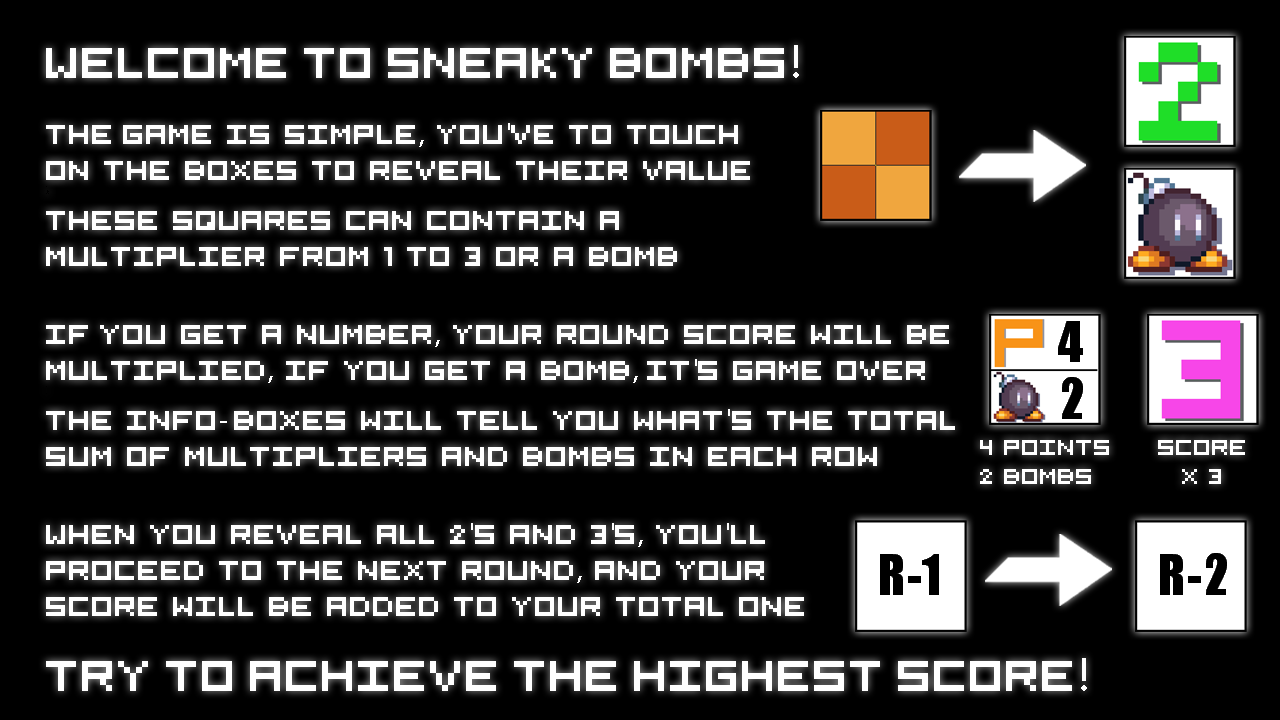 WELCOME TO SNEAKY BOMBS!
2
THE GAME IS SIMPLE, YOU'VE TO TOUCH
ON THE BOXES TO REVEAL THEIR VALUE
THESE SQUARES CAN CONTAIN A
MULTIPLIER FROM 1 TO 3 OR A BOMB
IF YOU GET A NUMBER, YOUR ROUND SCORE WILL BE
MULTIPLIED, IF YOU GET A BOMB, IT'S GAME OVER
P 4
2
3
THE INFO-BOXES WILL TELL YOU WHAT'S THE TOTAL
SUM OF MULTIPLIERS AND BOMBS IN EACH ROW
4 POINTS
2 BOMBS
SCORE
X 3
WHEN YOU REVEAL ALL 2'S AND 3'S, YOU'LL
PROCEED TO THE NEXT ROUND, AND YOUR
SCORE WILL BE ADDED TO YOUR TOTAL ONE
R-1
R-2
TRY TO ACHIEVE THE HIGHEST SCORE!